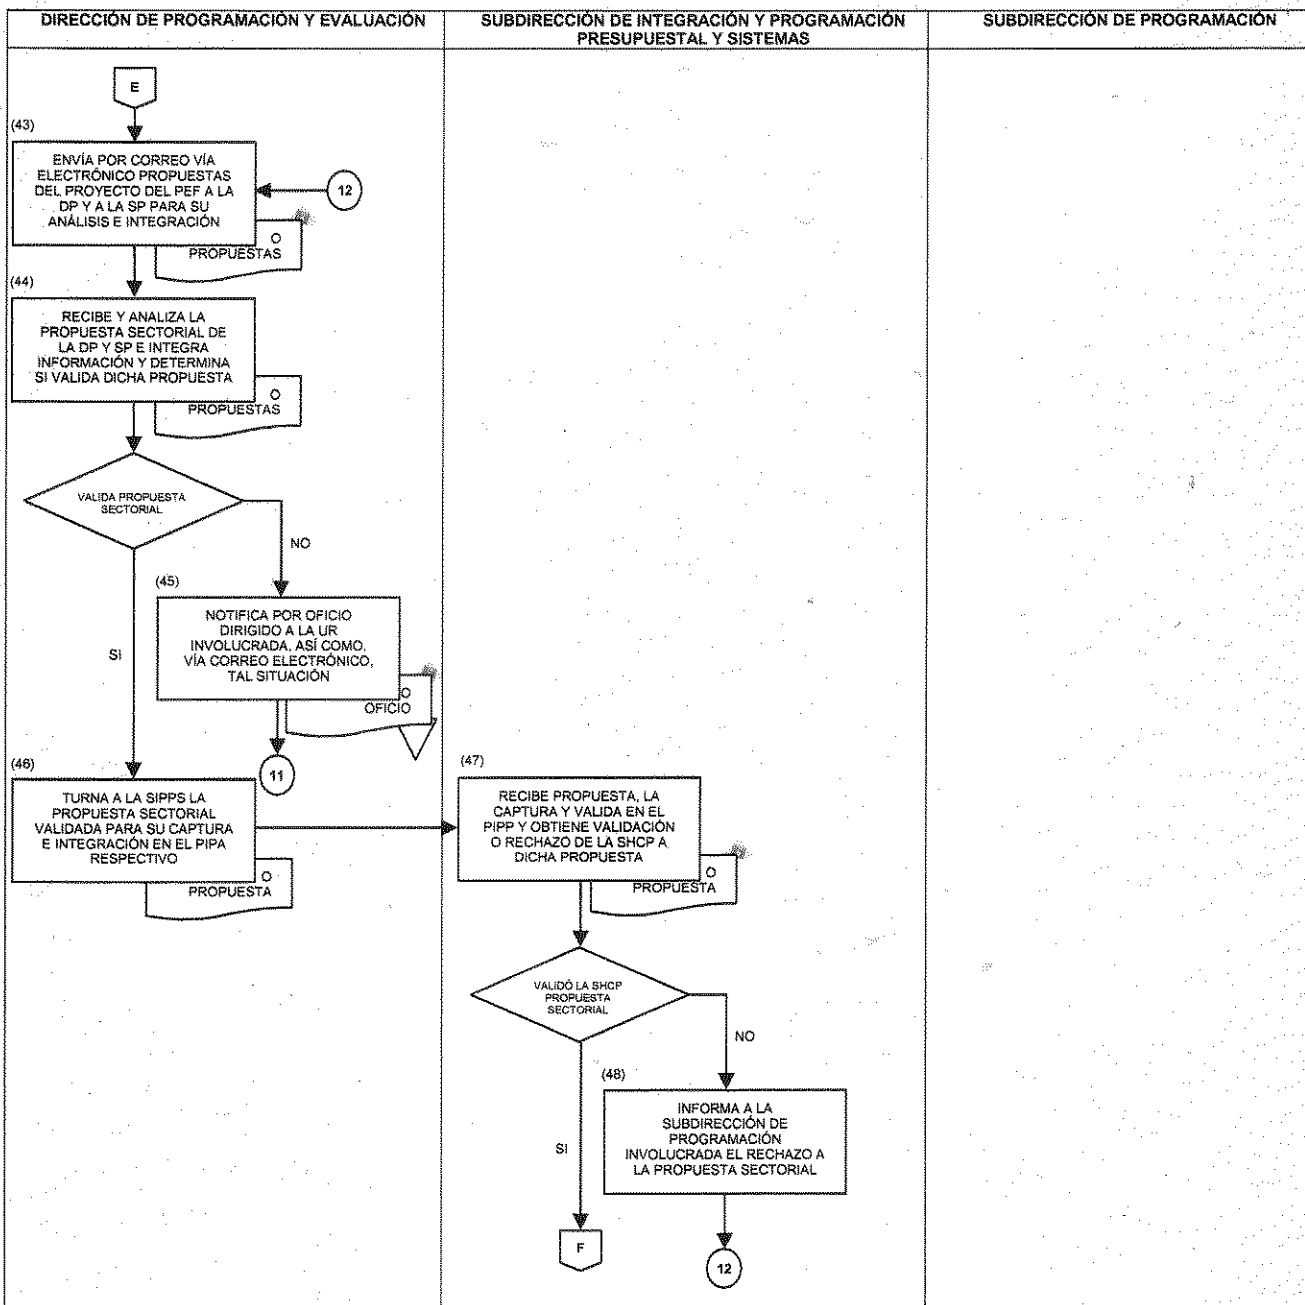 DIRECCIÓN DE PROGRAMACIÓN Y EVALUACIÓN
SUBDIRECCIÓN DE INTEGRACIÓN Y PROGRAMACIÓN
PRESUPUESTAL Y SISTEMAS
SUBDIRECCIÓN DE PROGRAMACIÓN
E
(43)
ENVÍA POR CORREO VÍA
ELECTRÓNICO PROPUESTAS
DEL PROYECTO DEL PEF A LA
DP Y A LA SP PARA SU
ANÁLISIS E INTEGRACIÓN
12
O
PROPUESTAS
(44)
RECIBE Y ANALIZA LA
PROPUESTA SECTORIAL DE
LA DP Y SP E INTEGRA
INFORMACIÓN Y DETERMINA
SI VALIDA DICHA PROPUESTA
O
PROPUESTAS
VALIDA PROPUESTA
SECTORIAL
NO
SI
(45)
NOTIFICA POR OFICIO
DIRIGIDO A LA UR
INVOLUCRADA, ASÍ COMO,
VÍA CORREO ELECTRÓNICO,
TAL SITUACIÓN
O
OFICIO
11
(46)
TURNA A LA SIPPS LA
PROPUESTA SECTORIAL
VALIDADA PARA SU CAPTURA
E INTEGRACIÓN EN EL PIPA
RESPECTIVO
O
PROPUESTA
(47)
RECIBE PROPUESTA, LA
CAPTURA Y VALIDA EN EL
PIPP Y OBTIENE VALIDACIÓN
O RECHAZO DE LA SHCP A
DICHA PROPUESTA
O
PROPUESTA
VALIDÓ LA SHCP
PROPUESTA
SECTORIAL
NO
SI
(48)
INFORMA A LA
SUBDIRECCIÓN DE
PROGRAMACIÓN
INVOLUCRADA EL RECHAZO A
LA PROPUESTA SECTORIAL
F
12